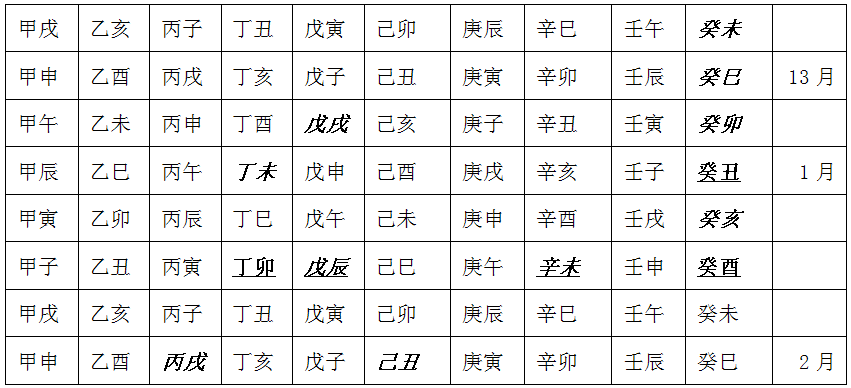 甲戌 乙亥 丙子 丁丑 戊寅 己卯 庚辰 辛巳 壬午 癸未
甲申 乙酉 丙戌 丁亥 戊子 己丑 庚寅 辛卯 壬辰 癸巳 13月
甲午 乙未 丙申 丁酉 戊戌 己亥 庚子 辛丑 壬寅 癸卯
甲辰 乙巳 丙午 丁未 戊申 己酉 庚戌 辛亥 壬子 癸丑 1月
甲寅 乙卯 丙辰 丁巳 戊午 己未 庚申 辛酉 壬戌 癸亥
甲子 乙丑 丙寅 丁卯 戊辰 己巳 庚午 辛未 壬申 癸酉
甲戌 乙亥 丙子 丁丑 戊寅 己卯 庚辰 辛巳 壬午 癸未
甲申 乙酉 丙戌 丁亥 戊子 己丑 庚寅 辛卯 壬辰 癸巳 2月